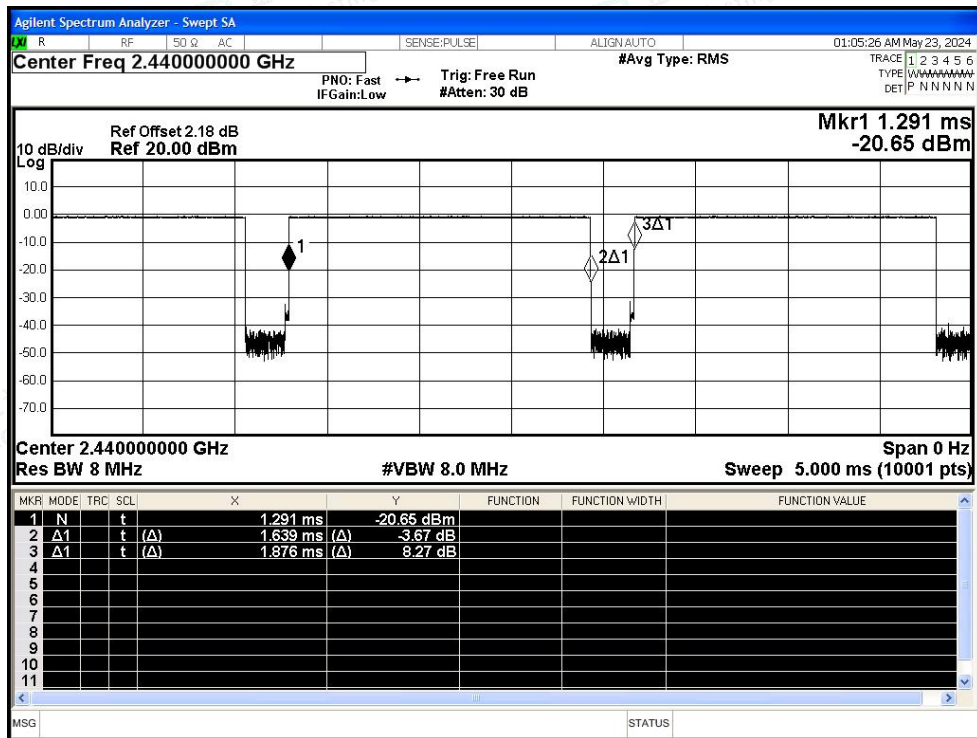 Agilent Spectrum Analyzer - Swept SA
LXI R RF 50 Ω AC SENSE:PULSE ALIGN AUTO 01:05:26 AM May 23, 2024
Center Freq 2.440000000 GHz #Avg Type: RMS TRACE 1 2 3 4 5 6
PNO: Fast Trig: Free Run TYPE WWWWWW
IFGain:Low #Atten: 30 dB DET P N N N N N
Mkr1 1.291 ms
Ref Offset 2.18 dB
10 dB/div Ref 20.00 dBm -20.65 dBm
Log
10.0
0.00
3Δ1
-10.0
1
2Δ1
-20.0
-30.0
-40.0
-50.0
-60.0
-70.0
Center 2.440000000 GHz Span 0 Hz
Res BW 8 MHz #VBW 8.0 MHz Sweep 5.000 ms (10001 pts)
MKR MODE TRC SCL X Y FUNCTION FUNCTION WIDTH FUNCTION VALUE
1 N t 1.291 ms -20.65 dBm
2 Δ1 t (Δ) 1.639 ms (Δ) -3.67 dB
3 Δ1 t (Δ) 1.876 ms (Δ) 8.27 dB
4
5
6
7
8
9
10
11
MSG STATUS